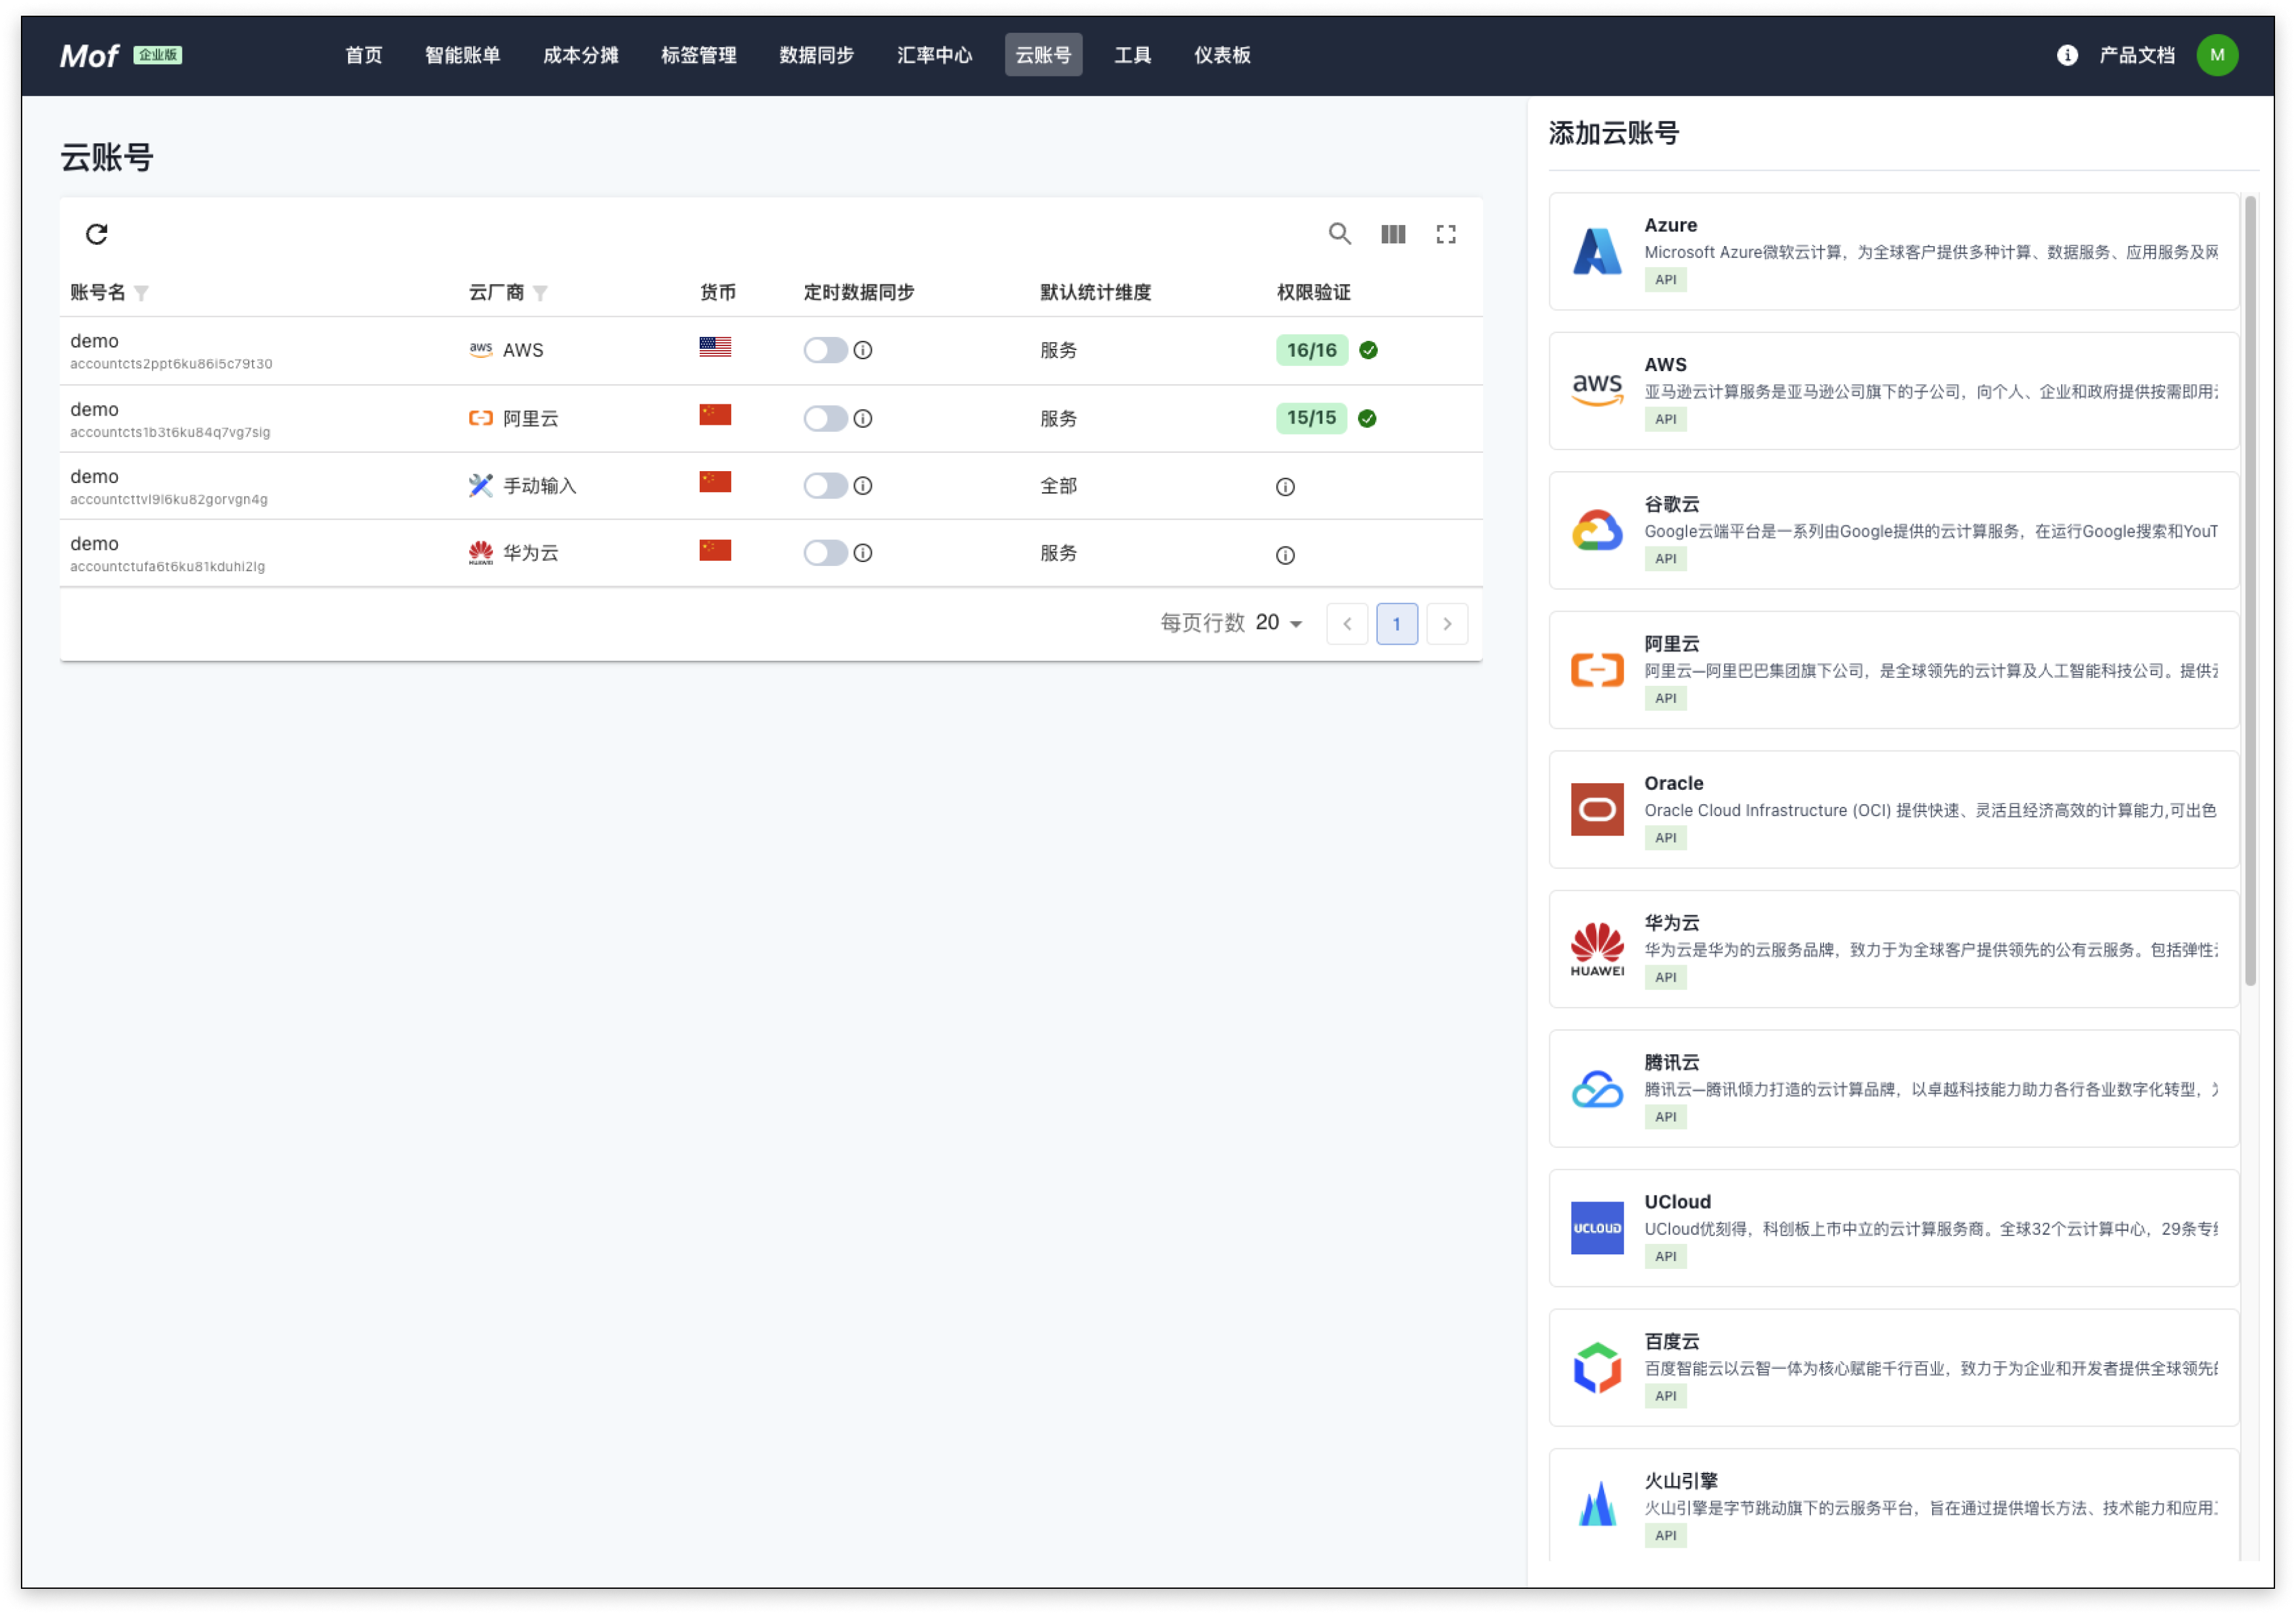 Mof 企业版 首页 智能账单 成本分摊 标签管理 数据同步 汇率中心 云账号 工具 仪表板 产品文档 M
云账号
账号名 云厂商 货币 定时数据同步 默认统计维度 权限验证
demo aws AWS 服务 16/16
accountcts2ppt6ku86i5c79t30
demo 阿里云 服务 15/15
accountcts1b3t6ku84q7vg7sig
demo 手动输入 全部
accountcttvl9l6ku82gorvgn4g
demo HUAWEI 华为云 服务
accountctufa6t6ku81kduhi2lg
每页行数 20 1
添加云账号
Azure
Microsoft Azure微软云计算，为全球客户提供多种计算、数据服务、应用服务及网
API
aws
AWS
亚马逊云计算服务是亚马逊公司旗下的子公司，向个人、企业和政府提供按需即用
API
谷歌云
Google云端平台是一系列由Google提供的云计算服务，在运行Google搜索和YouT
API
阿里云
阿里云—阿里巴巴集团旗下公司，是全球领先的云计算及人工智能科技公司。提供
API
Oracle
Oracle Cloud Infrastructure (OCI) 提供快速、灵活且经济高效的计算能力,可出色
API
HUAWEI
华为云
华为云是华为的云服务品牌，致力于为全球客户提供领先的公有云服务。包括弹性
API
腾讯云
腾讯云—腾讯倾力打造的云计算品牌，以卓越科技能力助力各行各业数字化转型，
API
UCLOUD
UCloud
UCloud优刻得，科创板上市中立的云计算服务商。全球32个云计算中心，29条专
API
百度云
百度智能云以云智一体为核心赋能千行百业，致力于为企业和开发者提供全球领先
API
火山引擎
火山引擎是字节跳动旗下的云服务平台，旨在通过提供增长方法、技术能力和应用
API